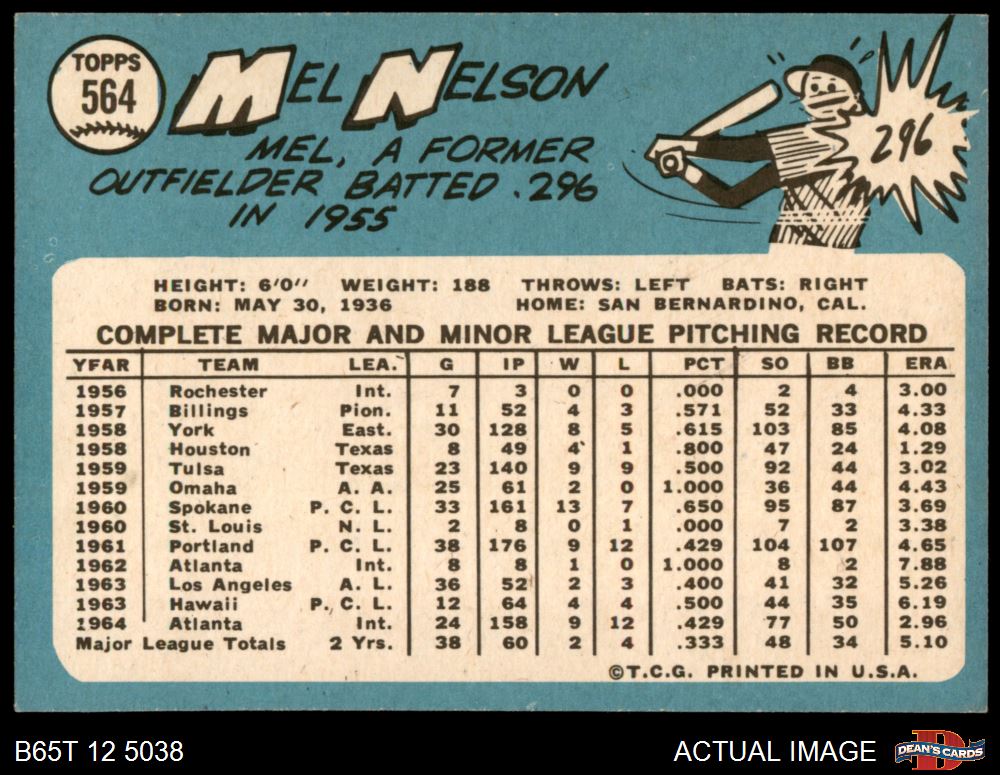 TOPPS
564
MEL NELSON
MEL, A FORMER
OUTFIELDER BATTED .296
IN 1955
296
HEIGHT: 6'0" WEIGHT: 188 THROWS: LEFT BATS: RIGHT
BORN: MAY 30, 1936 HOME: SAN BERNARDINO, CAL.
COMPLETE MAJOR AND MINOR LEAGUE PITCHING RECORD
YEAR TEAM LEA. G IP W L PCT SO BB ERA
1956 Rochester Int. 7 3 0 0 .000 2 4 3.00
1957 Billings Pion. 11 52 4 3 .571 52 33 4.33
1958 York East. 30 128 8 5 .615 103 85 4.08
1958 Houston Texas 8 49 4 1 .800 47 24 1.29
1959 Tulsa Texas 23 140 9 9 .500 92 44 3.02
1959 Omaha A. A. 25 61 2 0 1.000 36 44 4.43
1960 Spokane P. C. L. 33 161 13 7 .650 95 87 3.69
1960 St. Louis N. L. 2 8 0 1 .000 7 2 3.38
1961 Portland P. C. L. 38 176 9 12 .429 104 107 4.65
1962 Atlanta Int. 8 8 1 0 1.000 8 2 7.88
1963 Los Angeles A. L. 36 52 2 3 .400 41 32 5.26
1963 Hawaii P. C. L. 12 64 4 4 .500 44 35 6.19
1964 Atlanta Int. 24 158 9 12 .429 77 50 2.96
Major League Totals 2 Yrs. 38 60 2 4 .333 48 34 5.10
©T.C.G. PRINTED IN U.S.A.
B65T 12 5038
ACTUAL IMAGE
D
DEAN'S CARDS